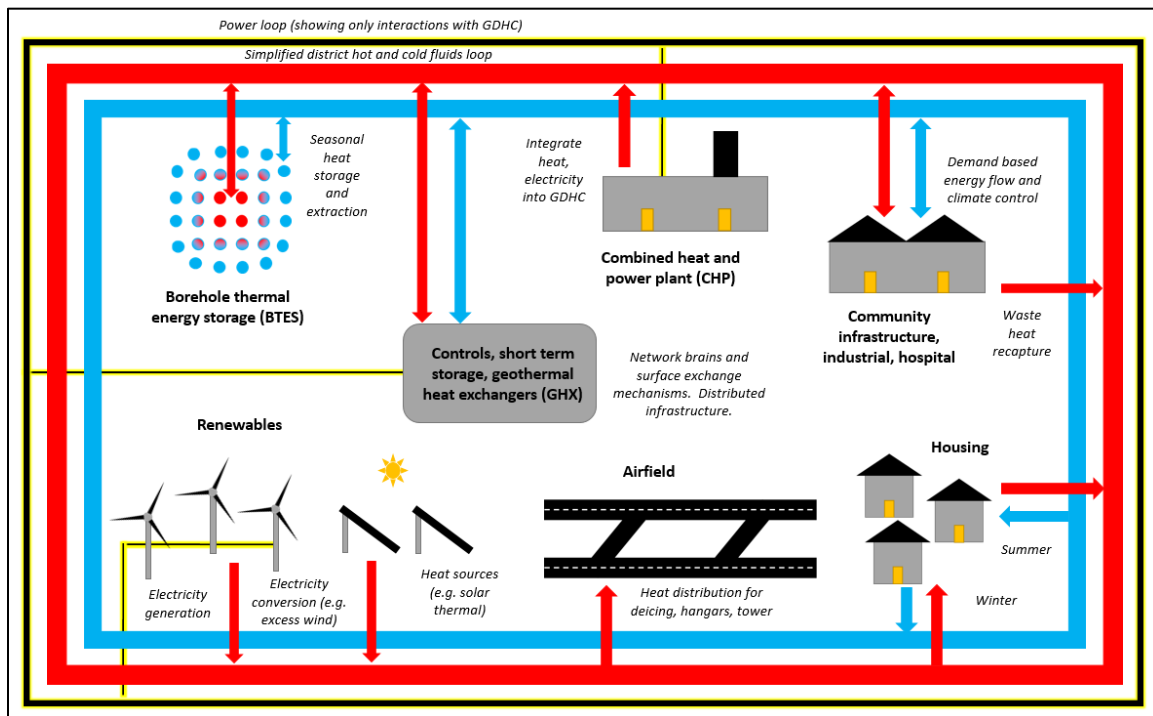 Power loop (showing only interactions with GDHC)
Simplified district hot and cold fluids loop
Seasonal
heat
storage
and
extraction
Borehole thermal
energy storage (BTES)
Integrate
heat,
electricity
into GDHC
Combined heat and
power plant (CHP)
Demand based
energy flow and
climate control
Community
infrastructure,
industrial, hospital
Waste
heat
recapture
Controls, short term
storage, geothermal
heat exchangers (GHX)
Network brains and
surface exchange
mechanisms. Distributed
infrastructure.
Renewables
Electricity
generation
Electricity
conversion (e.g.
excess wind)
Heat sources
(e.g. solar
thermal)
Airfield
Heat distribution for
deicing, hangars, tower
Housing
Summer
Winter